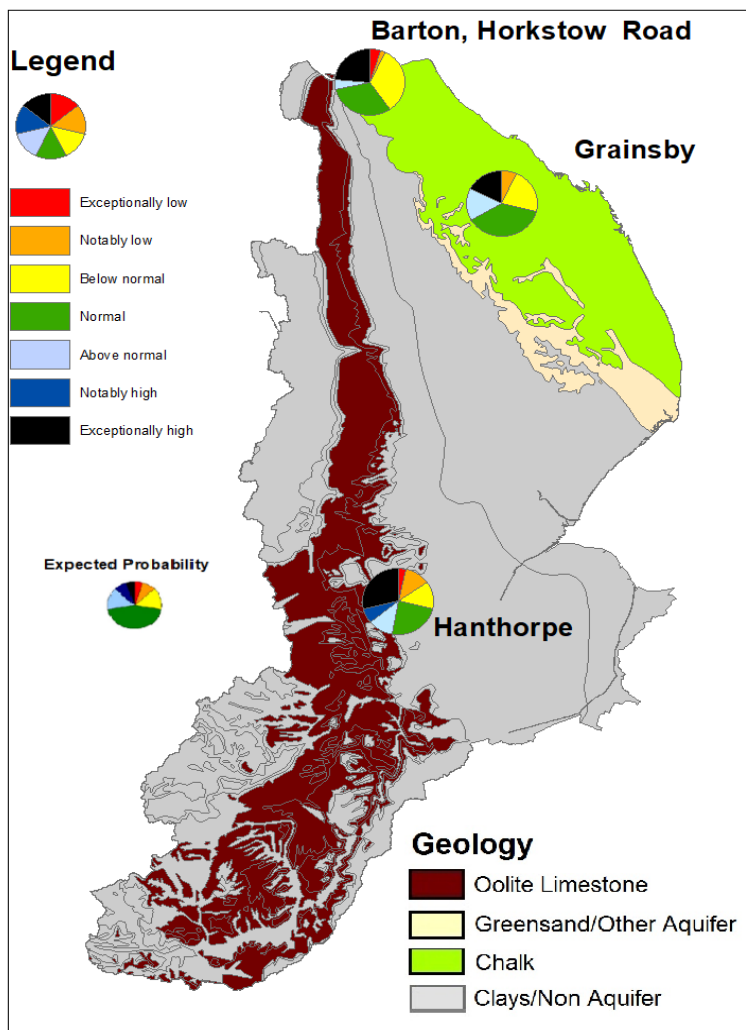 Barton, Horkstow Road
Legend
Grainsby
Exceptionally low
Notably low
Below normal
Normal
Above normal
Notably high
Exceptionally high
Expected Probability
Hanthorpe
Geology
Oolite Limestone
Greensand/Other Aquifer
Chalk
Clays/Non Aquifer